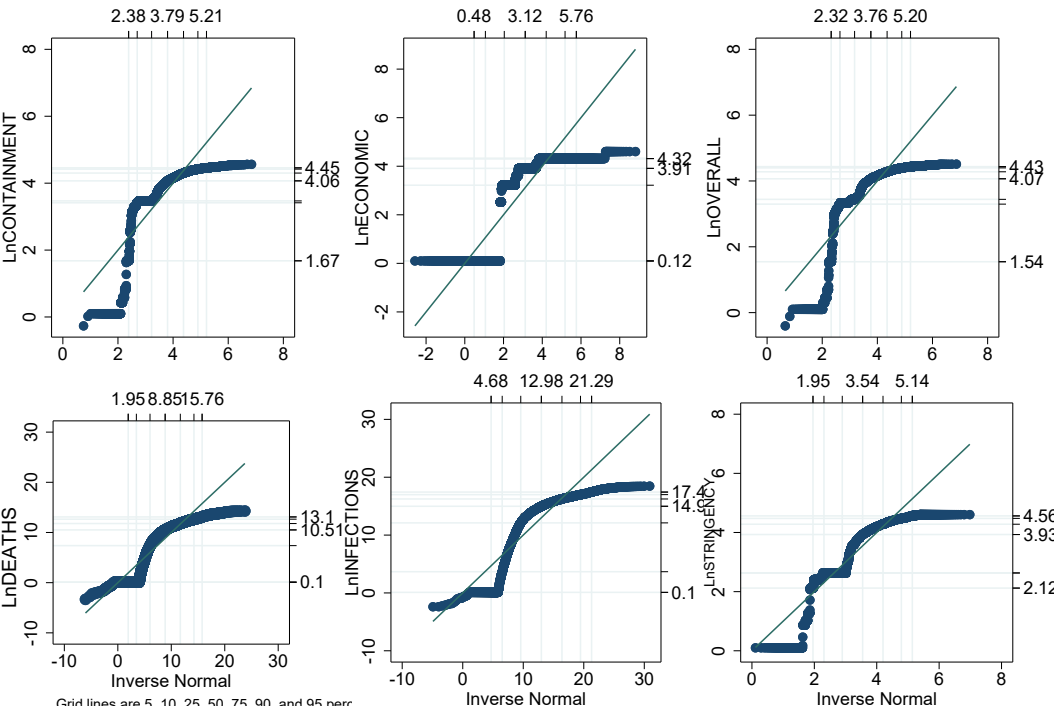 2.38 3.79 5.21
LnCONTAINMENT
8
6
4
2
0
4.45
4.06
1.67
0 2 4 6 8
0.48 3.12 5.76
LnECONOMIC
8
6
4
2
0
-2
4.32
3.91
0.12
-2 0 2 4 6 8
2.32 3.76 5.20
LnOVERALL
8
6
4
2
0
4.43
4.07
1.54
0 2 4 6 8
1.95 8.85 15.76
LnDEATHS
30
20
10
0
-10
13.1
10.51
0.1
-10 0 10 20 30
Inverse Normal
Grid lines are 5, 10, 25, 50, 75, 90, and 95 perc
4.68 12.98 21.29
LnINFECTIONS
30
20
10
0
-10
17.4
14.9
0.1
-10 0 10 20 30
Inverse Normal
1.95 3.54 5.14
LnSTRINGENCY
8
6
4
2
0
4.56
3.93
2.12
0 2 4 6 8
Inverse Normal